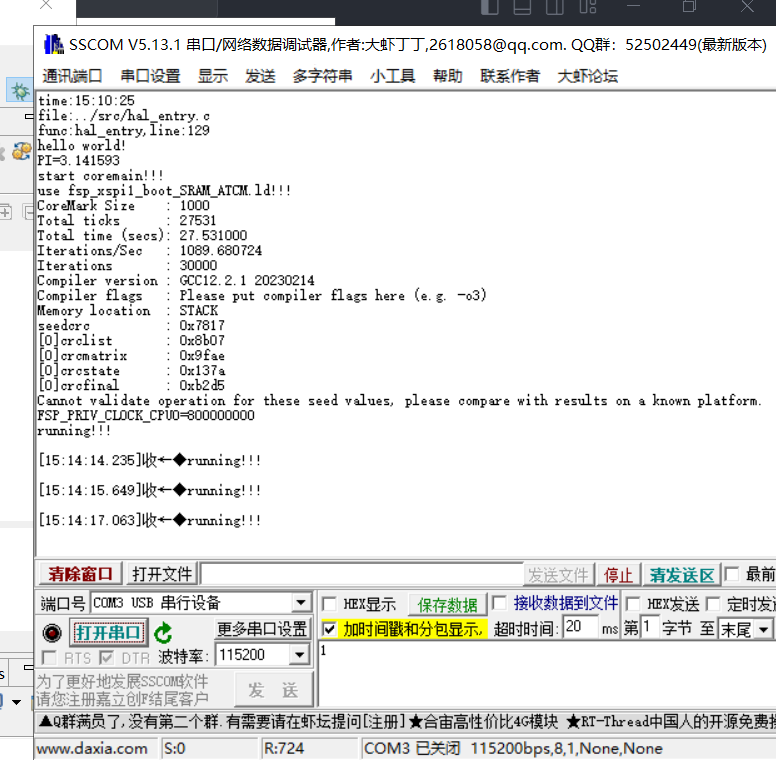 SSCOM V5.13.1 串口/网络数据调试器,作者:大虾丁丁,2618058@qq.com. QQ群： 52502449(最新版本)
通讯端口 串口设置 显示 发送 多字符串 小工具 帮助 联系作者 大虾论坛
time:15:10:25
file:../src/hal_entry.c
func:hal_entry,line:129
hello world!
PI=3.141593
start coremain!!!
use fsp_xspi1_boot_SRAM_ATCM.ld!!!
CoreMark Size : 1000
Total ticks : 27531
Total time (secs): 27.531000
Iterations/Sec : 1089.680724
Iterations : 30000
Compiler version : GCC12.2.1 20230214
Compiler flags : Please put compiler flags here (e.g. -o3)
Memory location : STACK
seedcrc : 0x7817
[0]crclist : 0x8b07
[0]crcmatrix : 0x9fae
[0]crcstate : 0x137a
[0]crcfinal : 0xb2d5
Cannot validate operation for these seed values, please compare with results on a known platform.
FSP_PRIV_CLOCK_CPU0=800000000
running!!!
[15:14:14.235]收←◆running!!!
[15:14:15.649]收←◆running!!!
[15:14:17.063]收←◆running!!!
清除窗口 打开文件 发送文件 停止 清发送区 最前
端口号 COM3 USB 串行设备 HEX显示 保存数据 接收数据到文件 HEX发送 定时发送
打开串口 更多串口设置 加时间戳和分包显示, 超时时间: 20 ms 第 1 字节 至 末尾
RTS DTR 波特率: 115200 1
为了更好地发展SSCOM软件
请您注册嘉立创F结尾客户
发 送
▲Q群满员了,没有第二个群.有需要请在虾坛提问[注册] ★合宙高性价比4G模块 ★RT-Thread中国人的开源免费
www.daxia.com S:0 R:724 COM3 已关闭 115200bps,8,1,None,None